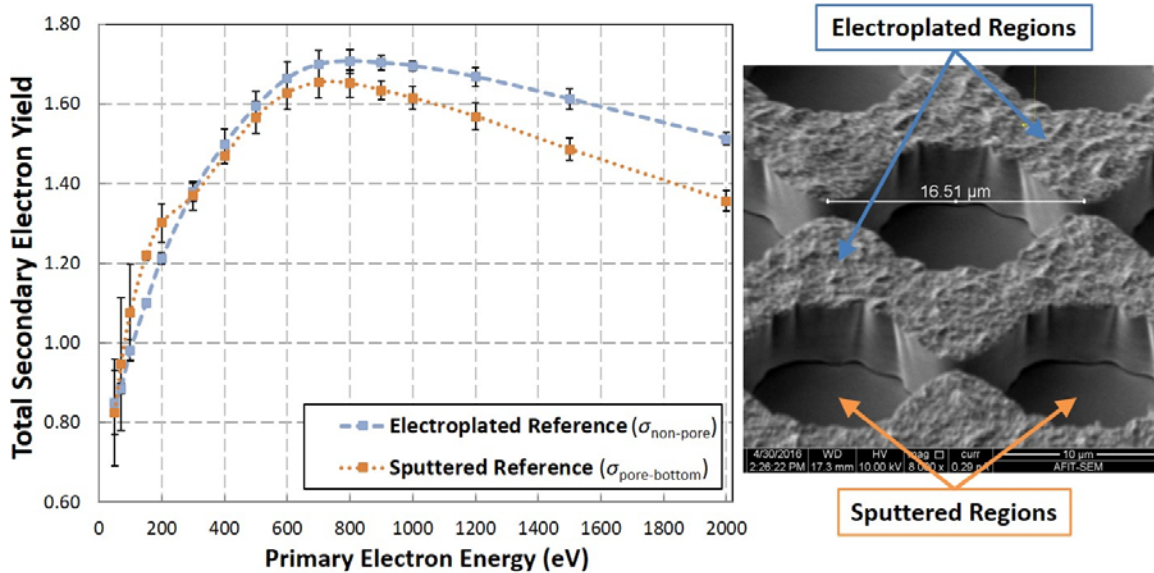 1.80
1.60
1.40
1.20
1.00
0.80
0.60
Total Secondary Electron Yield
0 200 400 600 800 1000 1200 1400 1600 1800 2000
Primary Electron Energy (eV)
Electroplated Reference (σnon-pore)
Sputtered Reference (σpore-bottom)
Electroplated Regions
16.51 µm
4/30/2016 WD HV mag curr 10 µm
2:26:22 PM 17.3 mm 10.00 kV 8 000 x 0.29 AFIT-SEM
Sputtered Regions